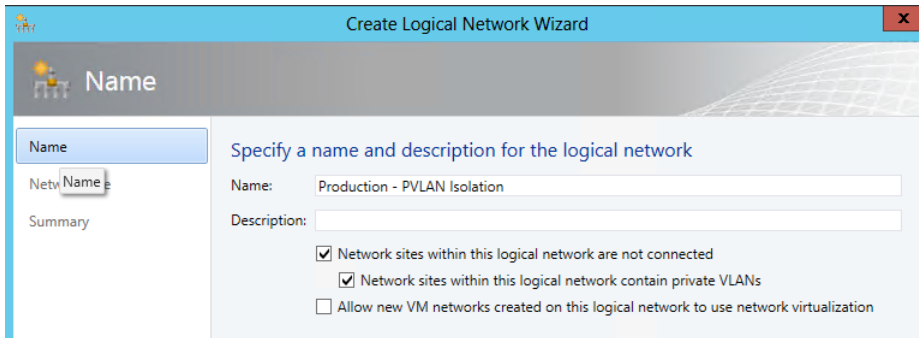 Create Logical Network Wizard
x
Name
Name
Specify a name and description for the logical network
Name: Production - PVLAN Isolation
Name
Summary
Description:
Network sites within this logical network are not connected
Network sites within this logical network contain private VLANs
Allow new VM networks created on this logical network to use network virtualization